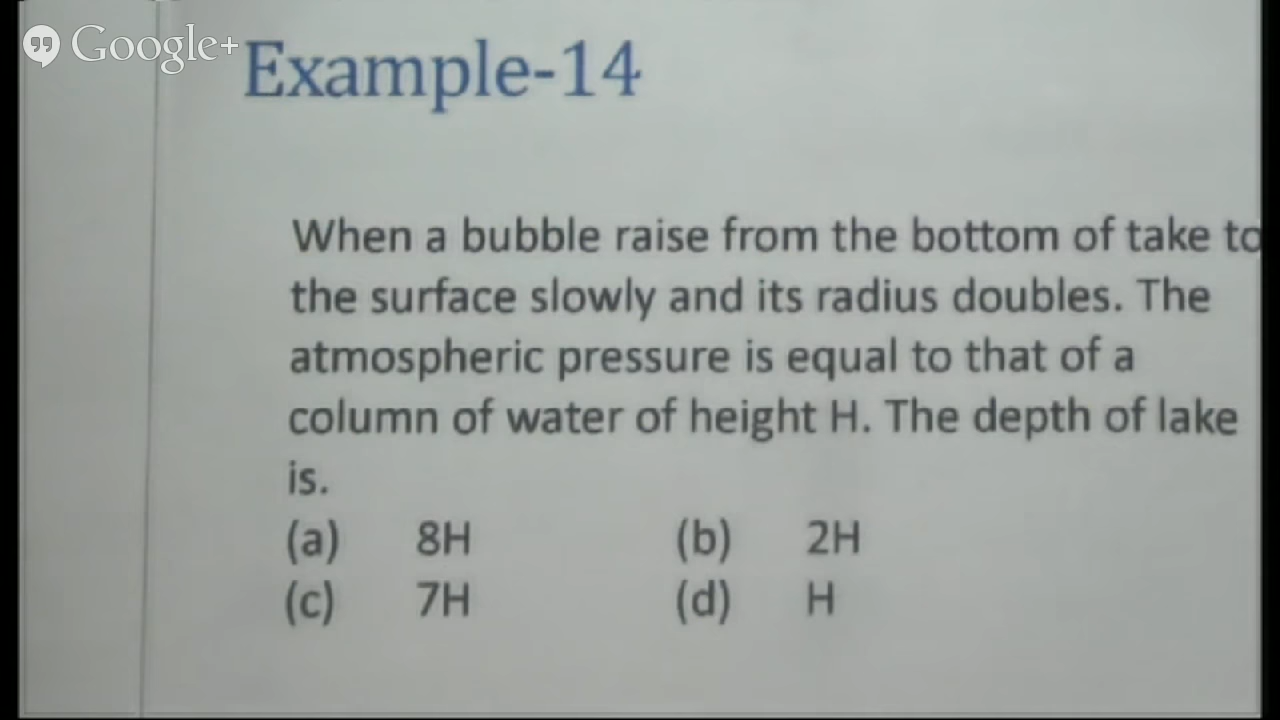 Google+
Example-14
When a bubble raise from the bottom of take to
the surface slowly and its radius doubles. The
atmospheric pressure is equal to that of a
column of water of height H. The depth of lake
is.
(a) 8H (b) 2H
(c) 7H (d) H